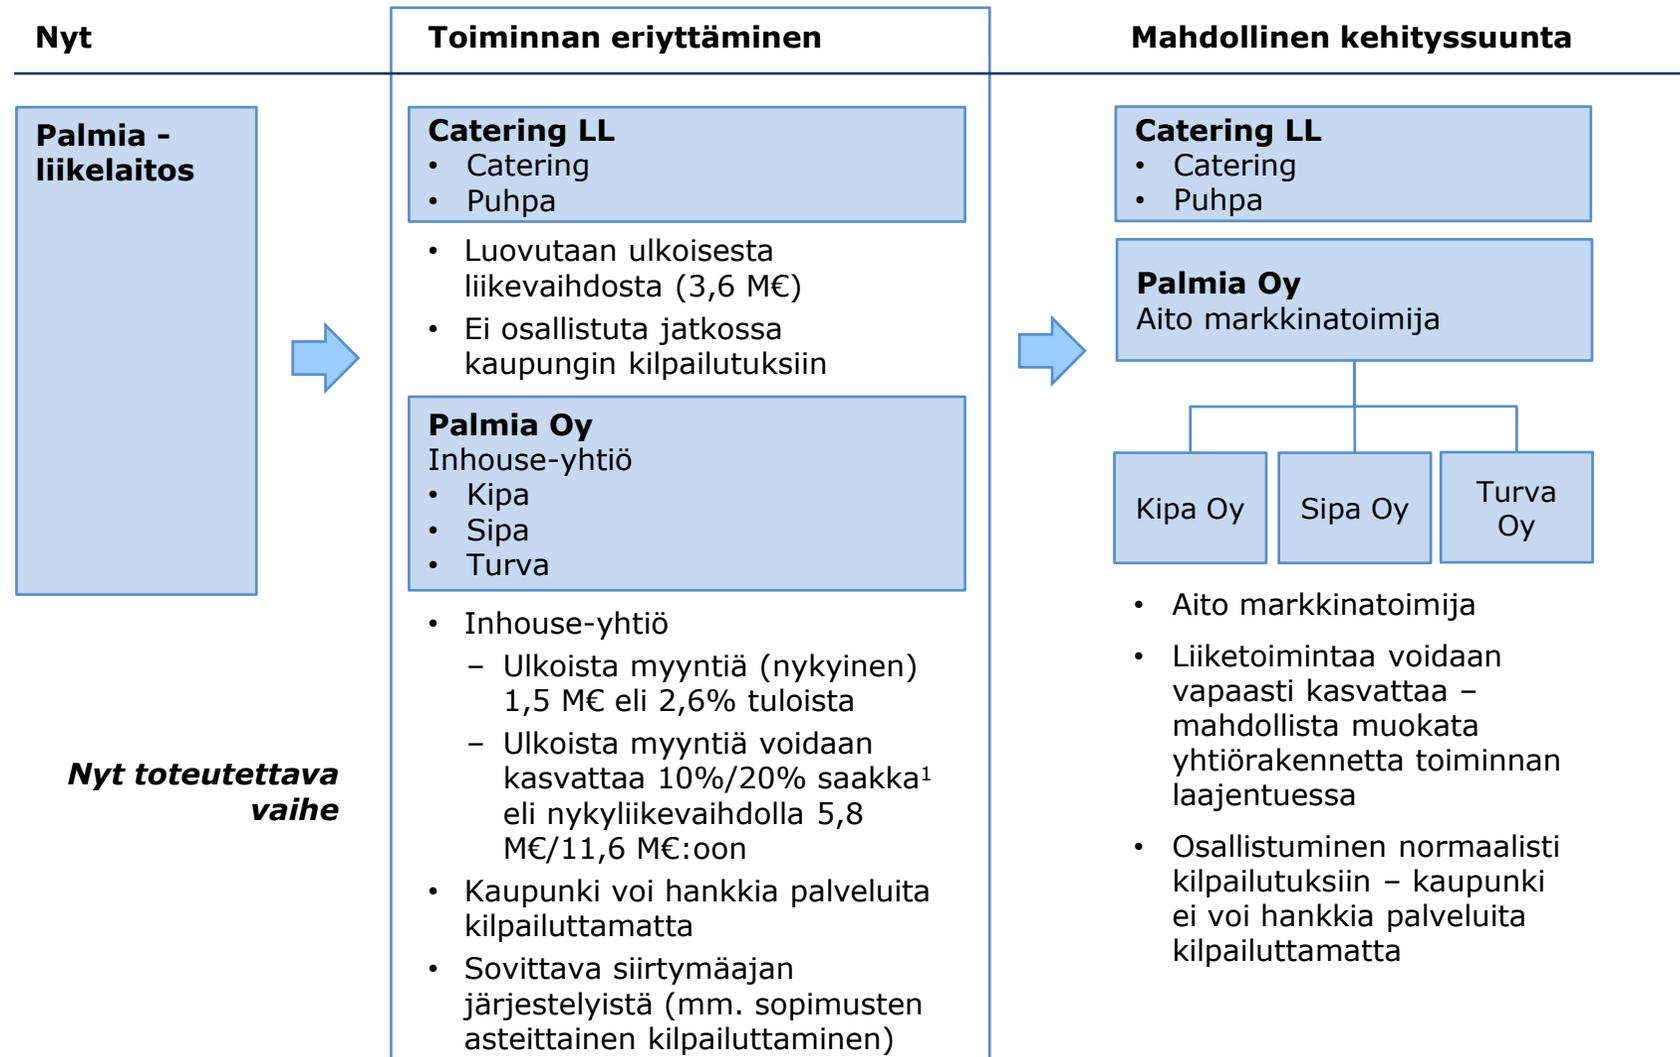 Nyt
Toiminnan eriyttäminen
Mahdollinen kehityssuunta
Palmia -
liikelaitos
Nyt toteutettava
vaihe
Catering LL
• Catering
• Puhpa
• Luovutaan ulkoisesta
liikevaihdosta (3,6 M€)
• Ei osallistuta jatkossa
kaupungin kilpailutuksiin
Palmia Oy
Inhouse-yhtiö
• Kipa
• Sipa
• Turva
• Inhouse-yhtiö
– Ulkoista myyntiä (nykyinen)
1,5 M€ eli 2,6% tuloista
– Ulkoista myyntiä voidaan
kasvattaa 10%/20% saakka¹
eli nykyliikevaihdolla 5,8
M€/11,6 M€:oon
• Kaupunki voi hankkia palveluita
kilpailuttamatta
• Sovittava siirtymäajan
järjestelyistä (mm. sopimusten
asteittainen kilpailuttaminen)
Catering LL
• Catering
• Puhpa
Palmia Oy
Aito markkinatoimija
Kipa Oy
Sipa Oy
Turva
Oy
• Aito markkinatoimija
• Liiketoimintaa voidaan
vapaasti kasvattaa –
mahdollista muokata
yhtiörakennetta toiminnan
laajentuessa
• Osallistuminen normaalisti
kilpailutuksiin – kaupunki
ei voi hankkia palveluita
kilpailuttamatta